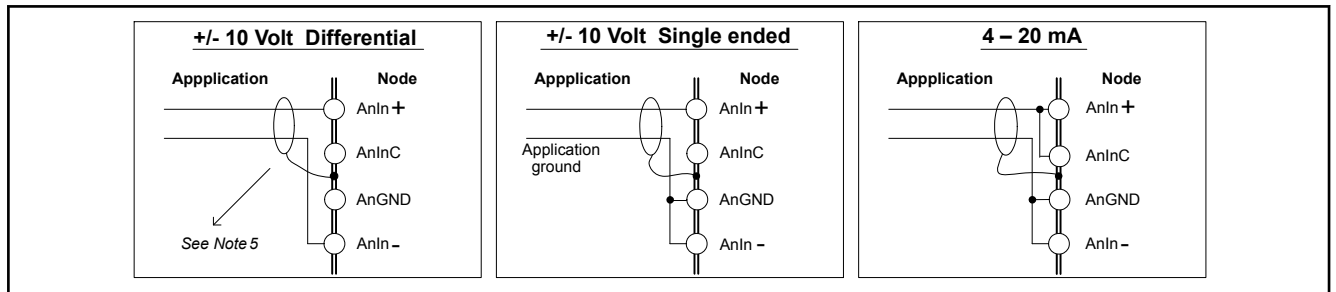 +/- 10 Volt Differential
Appplication
Node
AnIn +
AnInC
AnGND
AnIn -
See Note 5
+/- 10 Volt Single ended
Appplication
Node
AnIn +
Application
ground
AnInC
AnGND
AnIn -
4 – 20 mA
Appplication
Node
AnIn +
AnInC
AnGND
AnIn -